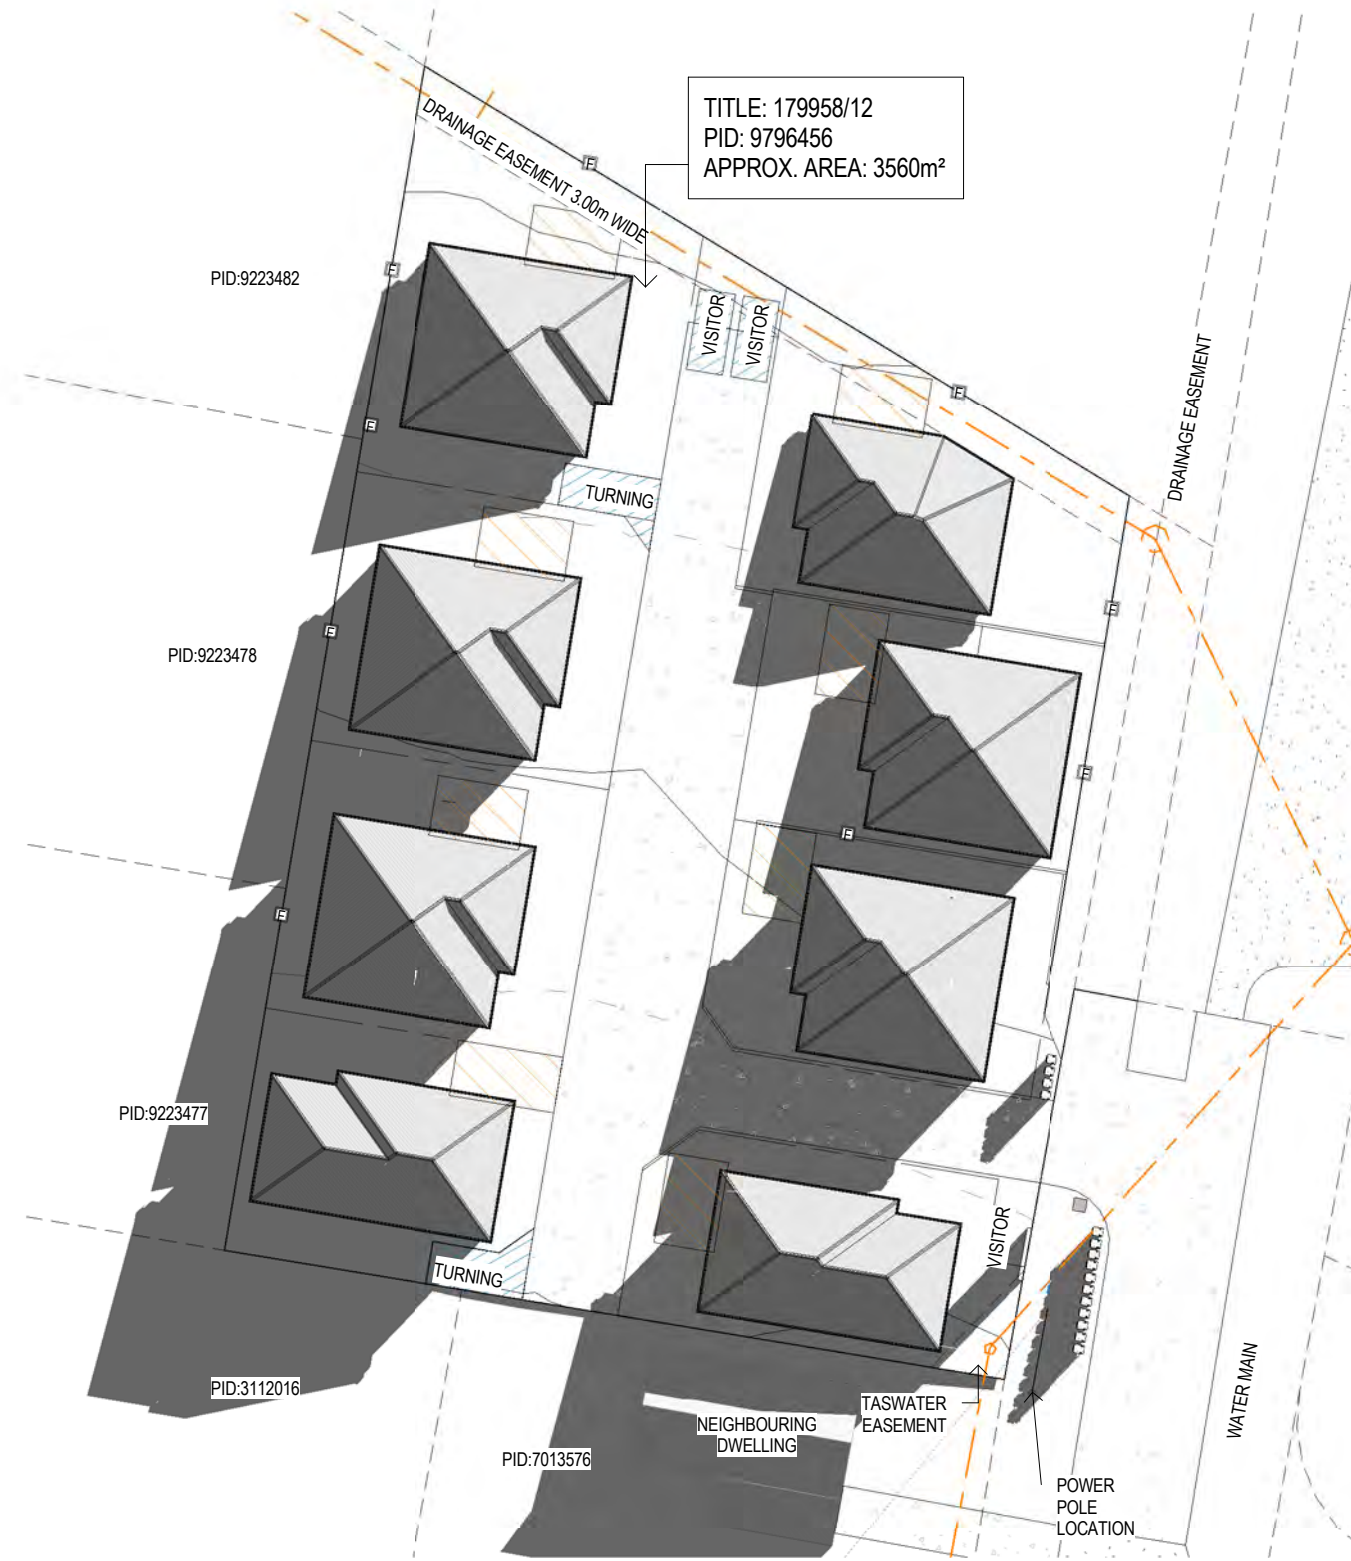 TITLE: 179958/12
PID: 9796456
APPROX. AREA: 3560m²
DRAINAGE EASEMENT 3.00m WIDE
E
PID:9223482
E
VISITOR
VISITOR
DRAINAGE EASEMENT
E
E
TURNING
E
E
PID:9223478
E
E
E
PID:9223477
VISITOR
TURNING
PID:3112016
NEIGHBOURING
DWELLING
TASWATER
EASEMENT
WATER MAIN
PID:7013576
POWER
POLE
LOCATION